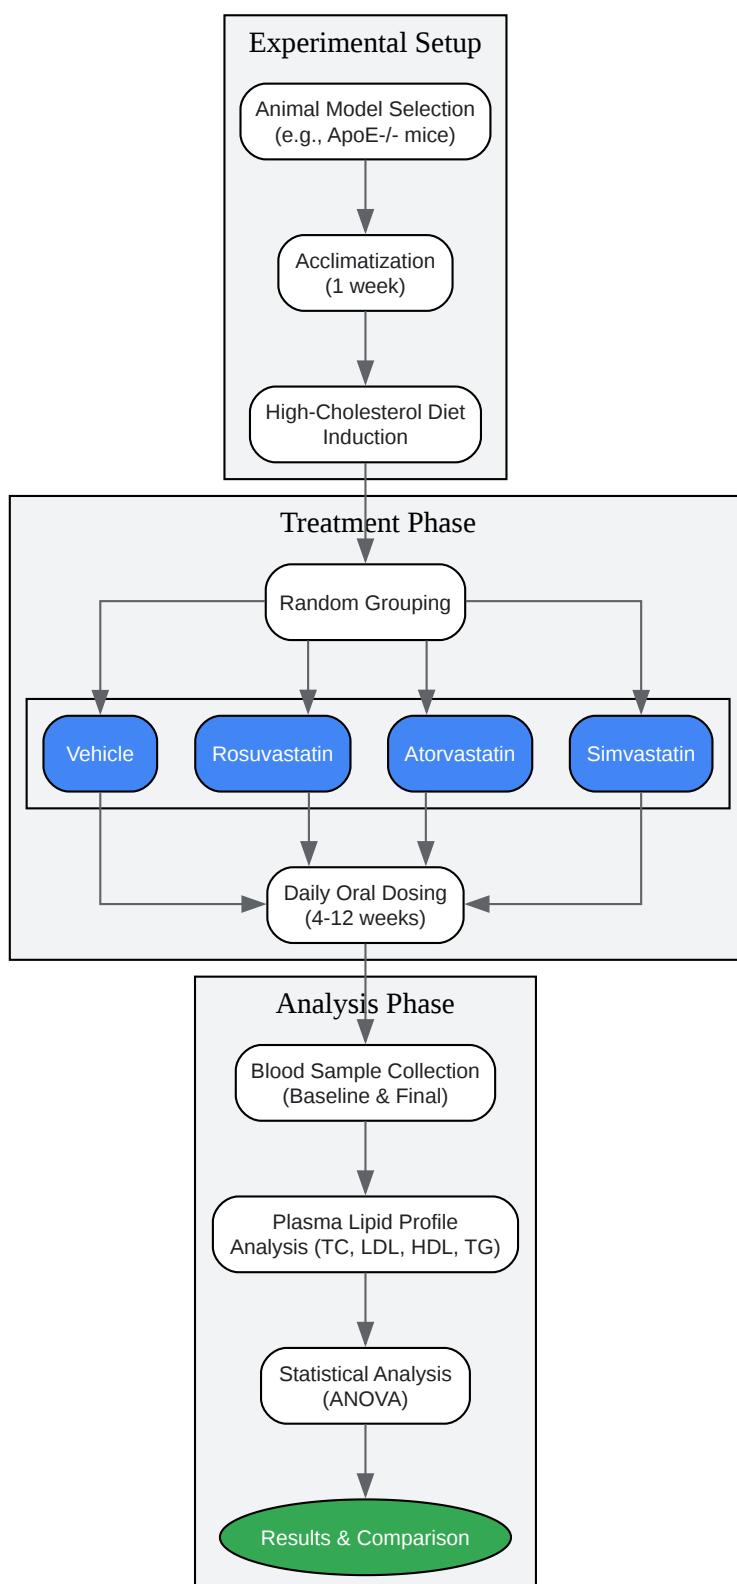 Experimental Setup
Animal Model Selection
(e.g., ApoE-/- mice)
Acclimatization
(1 week)
High-Cholesterol Diet
Induction
Treatment Phase
Random Grouping
Vehicle
Rosuvastatin
Atorvastatin
Simvastatin
Daily Oral Dosing
(4-12 weeks)
Analysis Phase
Blood Sample Collection
(Baseline & Final)
Plasma Lipid Profile
Analysis (TC, LDL, HDL, TG)
Statistical Analysis
(ANOVA)
Results & Comparison